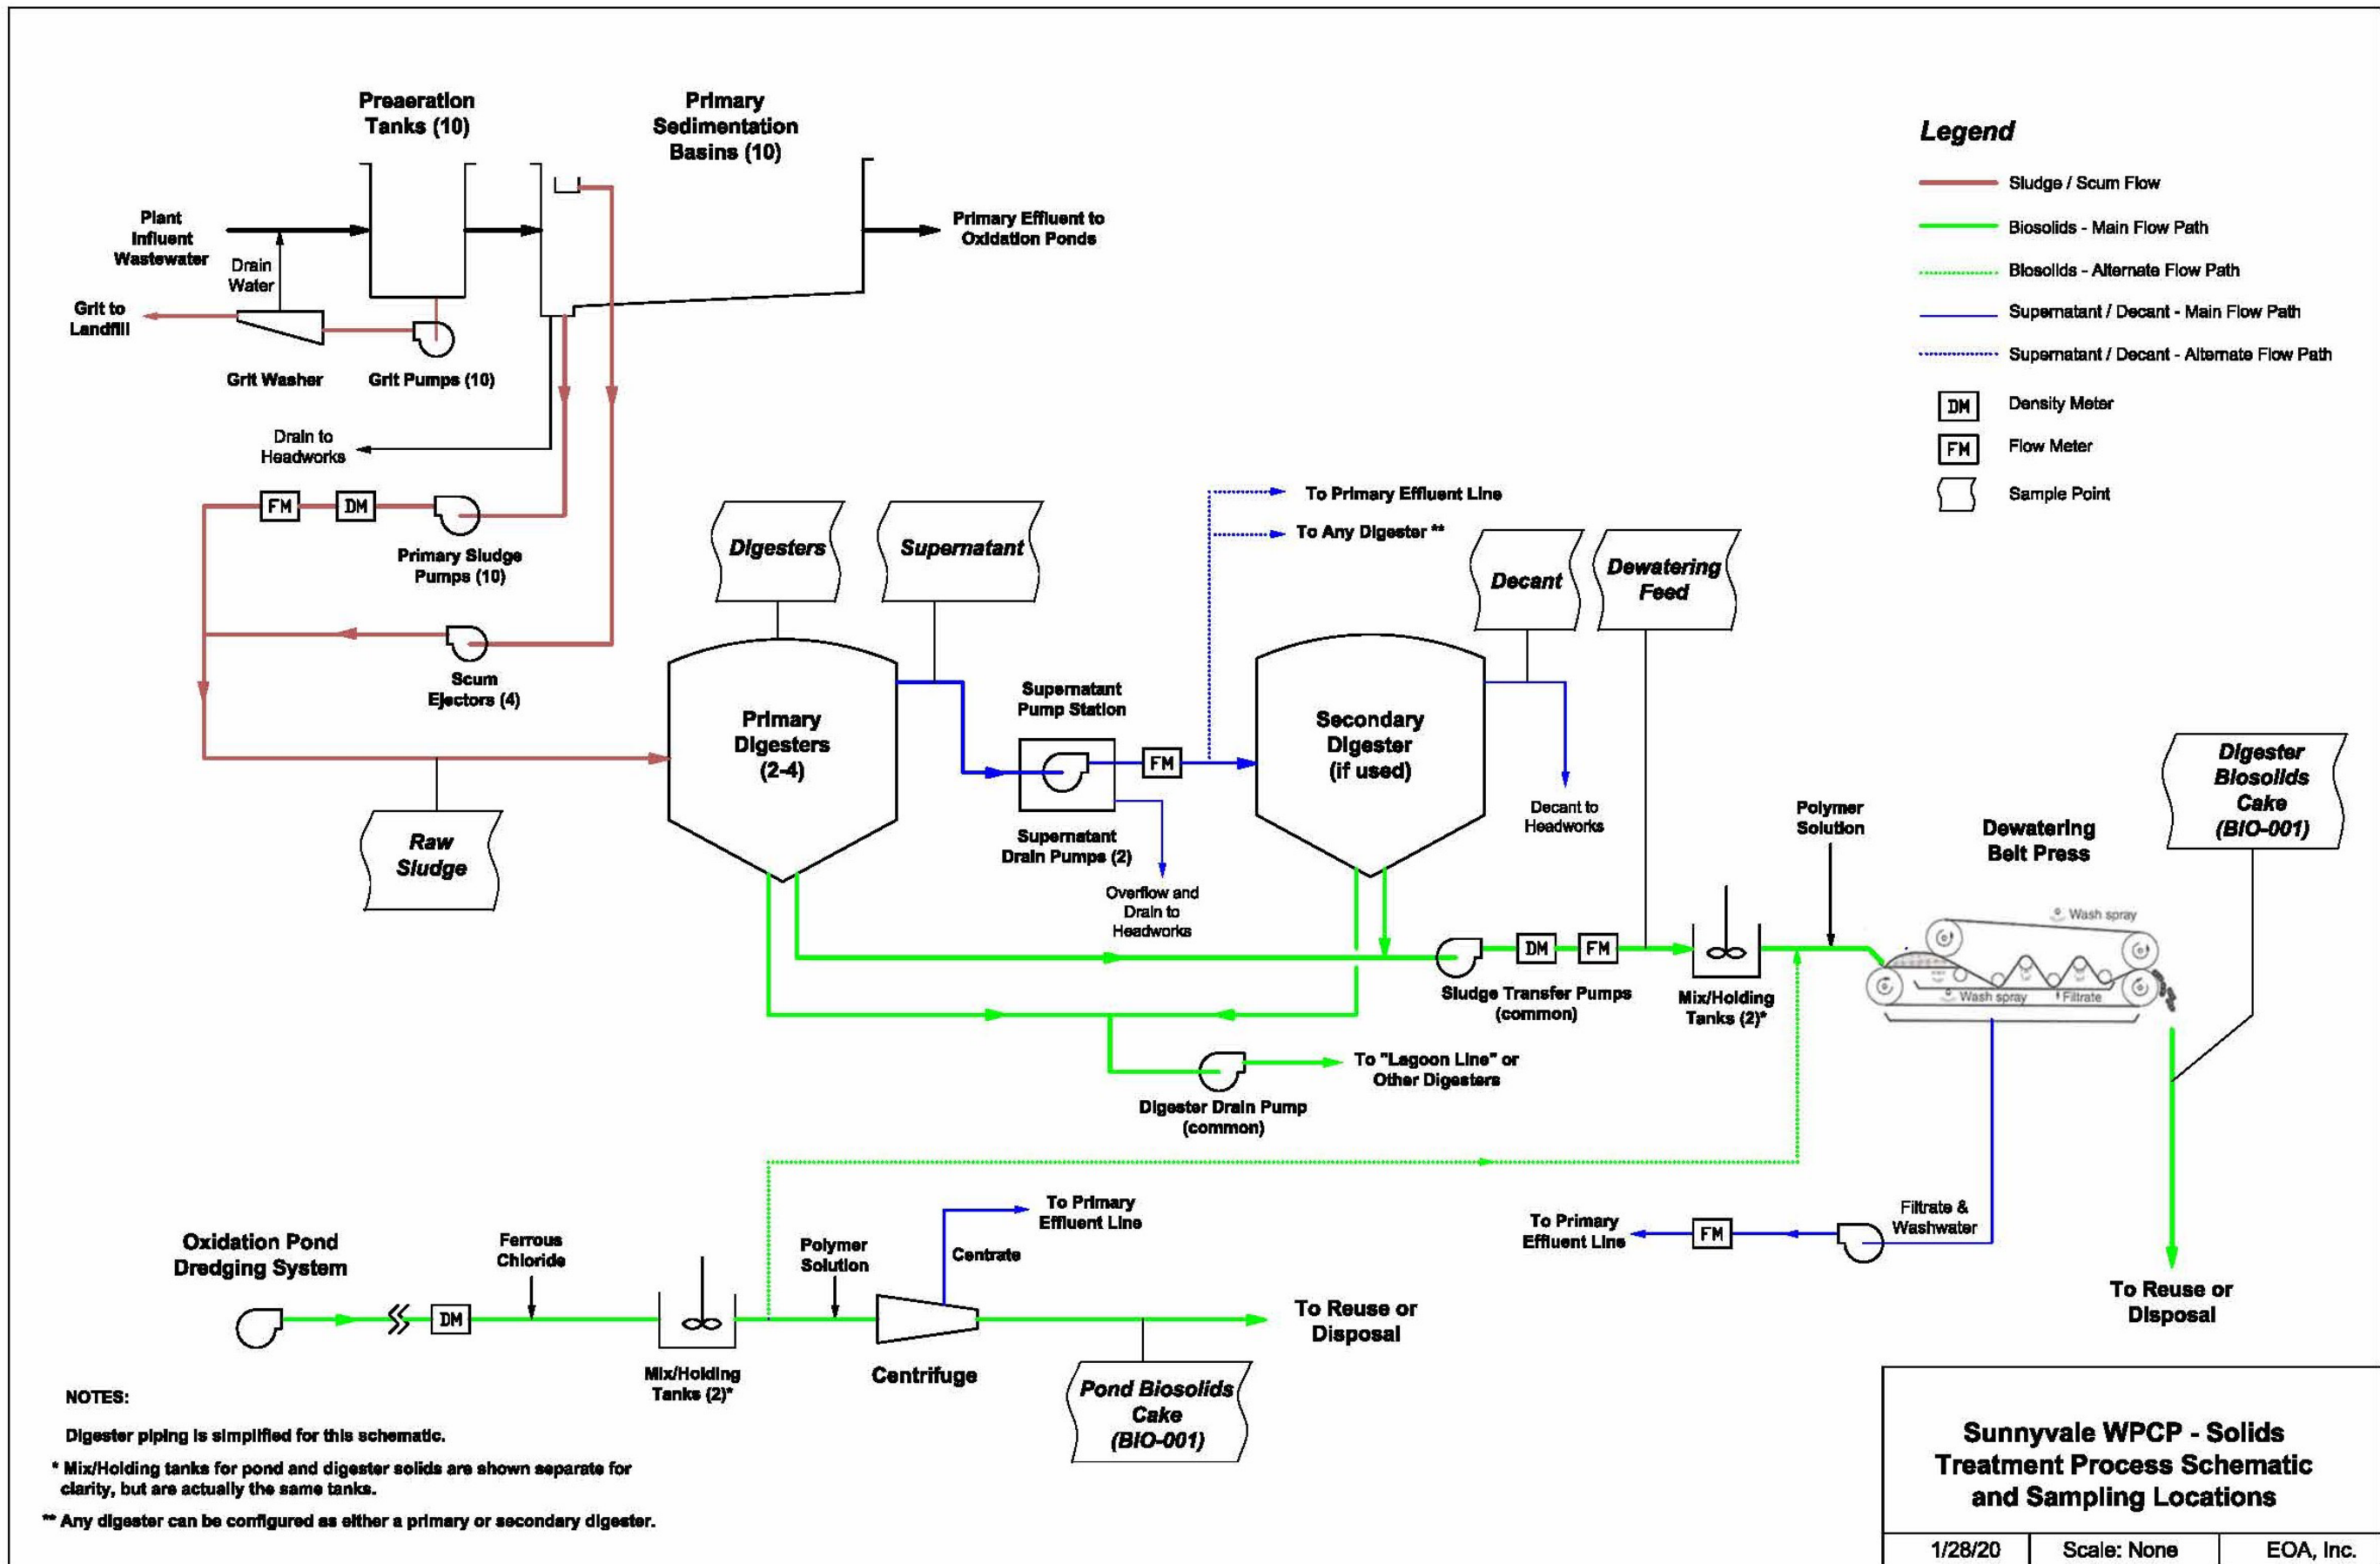 Preaeration
Tanks (10)
Primary
Sedimentation
Basins (10)
Plant
Influent
Wastewater
Drain
Water
Primary Effluent to
Oxidation Ponds
Grit to
Landfill
Grit Washer
Grit Pumps (10)
Drain to
Headworks
FM
DM
Primary Sludge
Pumps (10)
Scum
Ejectors (4)
Raw
Sludge
Legend
Sludge / Scum Flow
Biosolids - Main Flow Path
Biosolids - Alternate Flow Path
Supernatant / Decant - Main Flow Path
Supernatant / Decant - Alternate Flow Path
DM
Density Meter
FM
Flow Meter
Sample Point
Digesters
Supernatant
To Primary Effluent Line
To Any Digester **
Decant
Dewatering
Feed
Primary
Digesters
(2-4)
Supernatant
Pump Station
FM
Supernatant
Drain Pumps (2)
Overflow and
Drain to
Headworks
Secondary
Digester
(if used)
Decant to
Headworks
Polymer
Solution
Dewatering
Belt Press
Digester
Biosolids
Cake
(BIO-001)
Wash spray
Wash spray
Filtrate
DM
FM
Sludge Transfer Pumps
(common)
Mix/Holding
Tanks (2)*
To "Lagoon Line" or
Other Digesters
Digester Drain Pump
(common)
To Primary
Effluent Line
FM
Filtrate &
Washwater
To Reuse or
Disposal
Oxidation Pond
Dredging System
DM
Ferrous
Chloride
Mix/Holding
Tanks (2)*
Polymer
Solution
To Primary
Effluent Line
Centrate
Centrifuge
To Reuse or
Disposal
Pond Biosolids
Cake
(BIO-001)
NOTES:
Digester piping is simplified for this schematic.
* Mix/Holding tanks for pond and digester solids are shown separate for
clarity, but are actually the same tanks.
** Any digester can be configured as either a primary or secondary digester.
Sunnyvale WPCP - Solids
Treatment Process Schematic
and Sampling Locations
1/28/20
Scale: None
EOA, Inc.